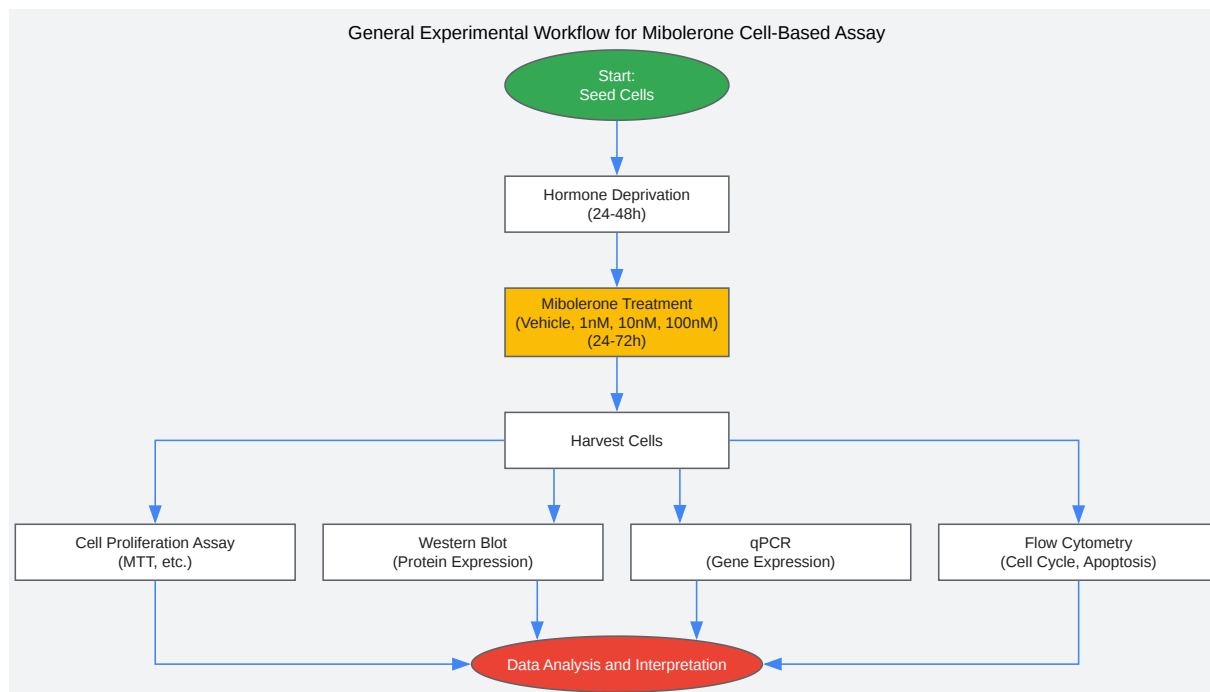 General Experimental Workflow for Mibolerone Cell-Based Assay
Start:
Seed Cells
Hormone Deprivation
(24-48h)
Mibolerone Treatment
(Vehicle, 1nM, 10nM, 100nM)
(24-72h)
Harvest Cells
Cell Proliferation Assay
(MTT, etc.)
Western Blot
(Protein Expression)
qPCR
(Gene Expression)
Flow Cytometry
(Cell Cycle, Apoptosis)
Data Analysis and Interpretation